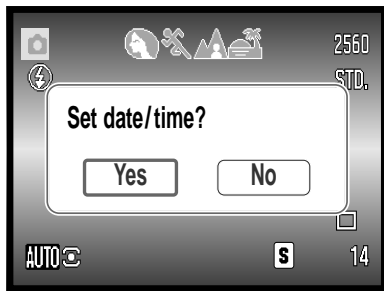 2560
STD.
Set date/time?
Yes No
AUTO S 14